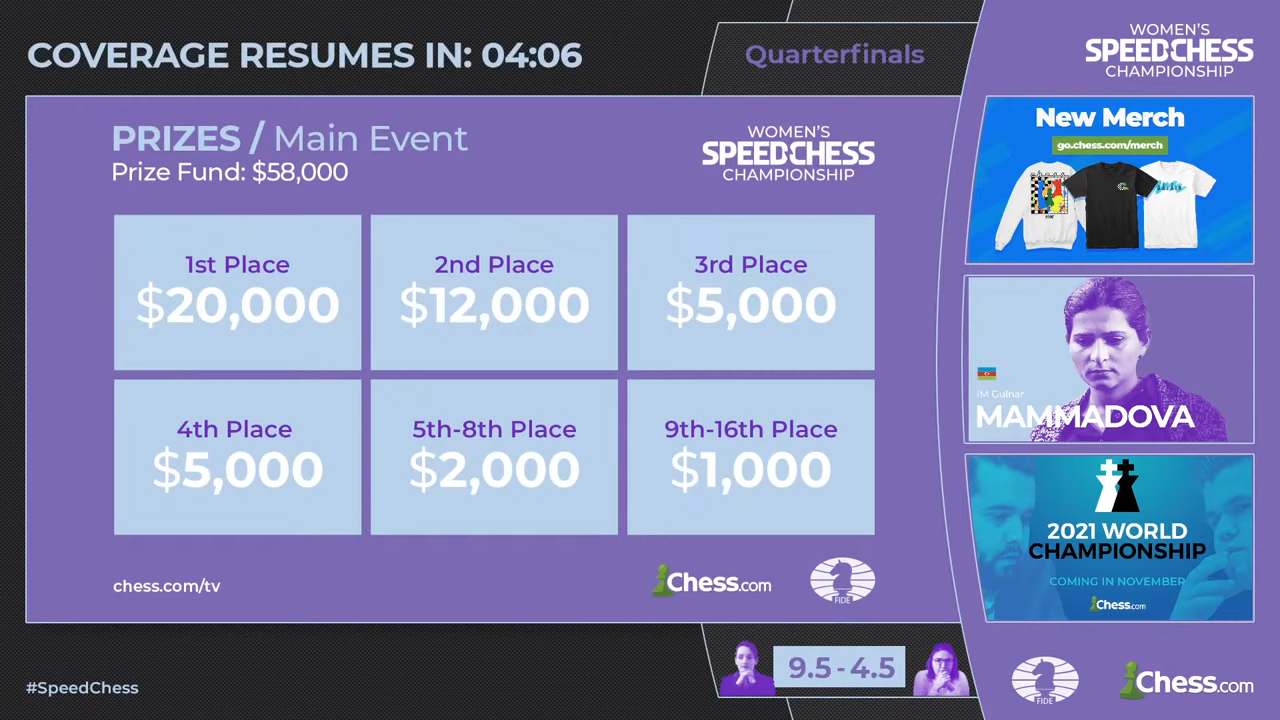 COVERAGE RESUMES IN: 04:06
Quarterfinals
WOMEN'S
SPEEDCHESS
CHAMPIONSHIP
PRIZES / Main Event
Prize Fund: $58,000
WOMEN'S
SPEEDCHESS
CHAMPIONSHIP
1st Place
$20,000
2nd Place
$12,000
3rd Place
$5,000
4th Place
$5,000
5th-8th Place
$2,000
9th-16th Place
$1,000
chess.com/tv
Chess.com
FIDE
New Merch
go.chess.com/merch
IM Gulnar
MAMMADOVA
2021 WORLD
CHAMPIONSHIP
COMING IN NOVEMBER
Chess.com
#SpeedChess
9.5 - 4.5
FIDE
Chess.com